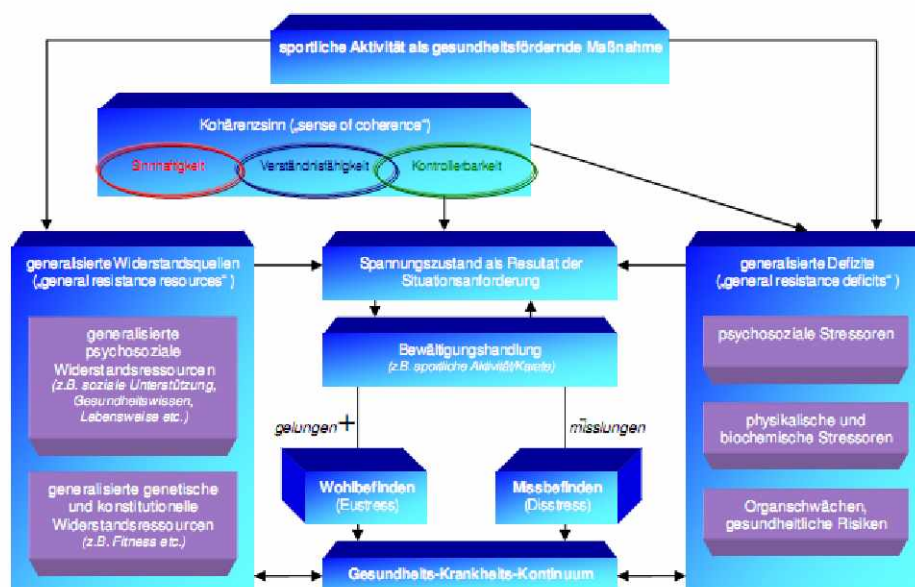 sportliche Aktivität als gesundheitsfördernde Maßnahme
Kohärenzsinn („sense of coherence“)
Sinnhaftigkeit
Verständnisfähigkeit
Kontrollierbarkeit
generalisierte Widerstandsquellen
(„general resistance resources“ )
generalisierte
psychosoziale
Widerstandsressourcen
(z.B. soziale Unterstützung,
Gesundheitswissen,
Lebensweise etc.)
generalisierte genetische
und konstitutionelle
Widerstandsressourcen
(z.B. Fitness etc.)
Spannungszustand als Resultat der
Situationsanforderung
Bewältigungshandlung
(z.B. sportliche Aktivität/Karate)
gelungen+
misslungen
-
Wohlbefinden
(Eustress)
Missbefinden
(Disstress)
Gesundheits-Krankheits-Kontinuum
generalisierte Defizite
(„general resistance deficits“ )
psychosoziale Stressoren
physikalische und
biochemische Stressoren
Organschwächen,
gesundheitliche Risiken